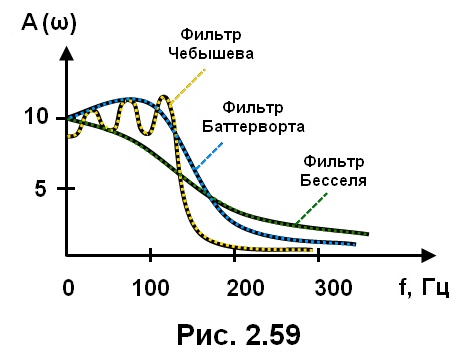 A (ω)
Фильтр
Чебышева
10
Фильтр
Баттерворта
Фильтр
Бесселя
5
0
100
200
300
f, Гц
Рис. 2.59